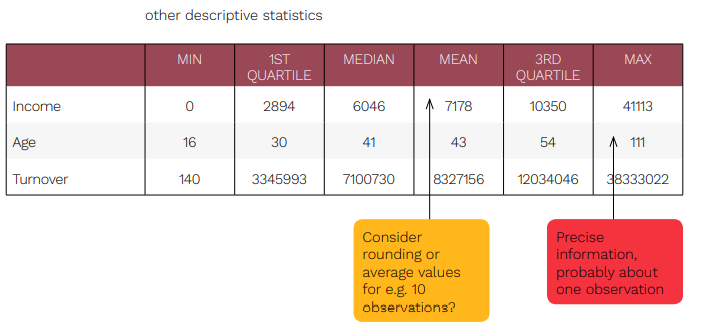 other descriptive statistics
MIN 1ST QUARTILE MEDIAN MEAN 3RD QUARTILE MAX
Income 0 2894 6046 7178 10350 41113
Age 16 30 41 43 54 111
Turnover 140 3345993 7100730 8327156 12034046 38333022
Consider
rounding or
average values
for e.g. 10
observations?
Precise
information,
probably about
one observation